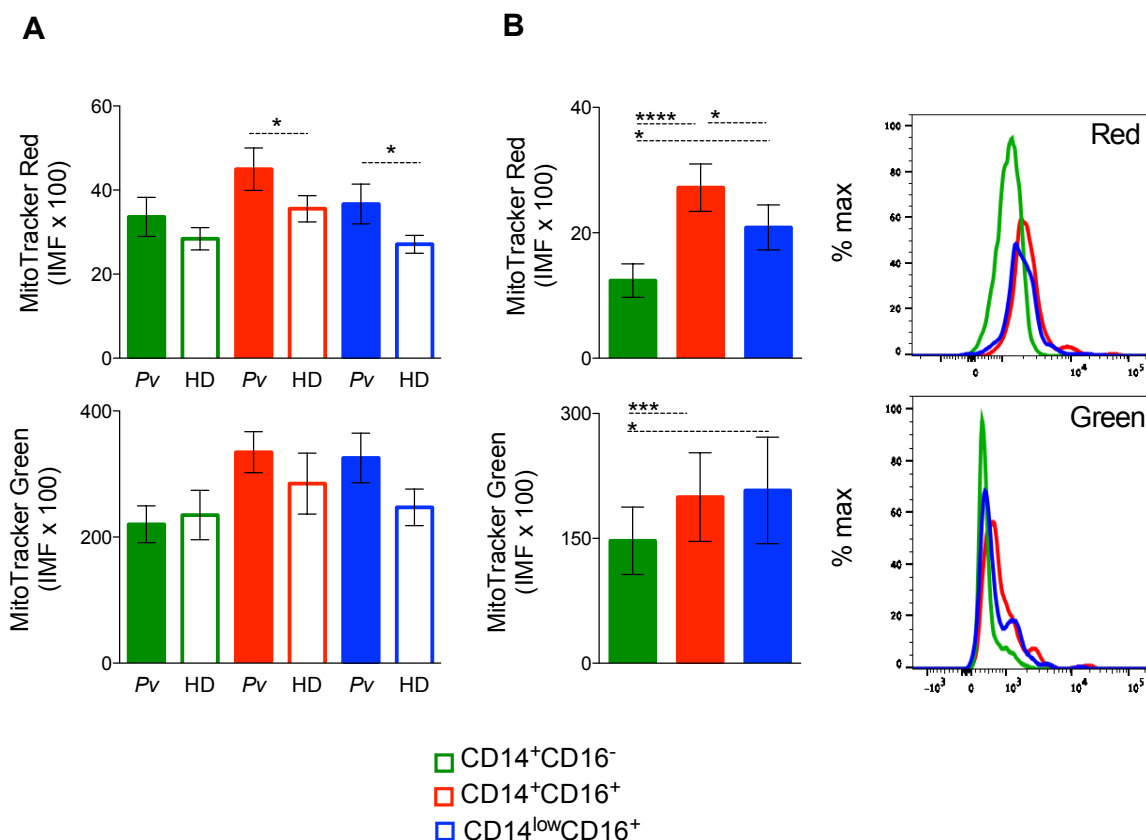 A
B
MitoTracker Red
(IMF x 100)
60
40
20
0
*
*
Pv HD Pv HD Pv HD
MitoTracker Red
(IMF x 100)
40
20
0
**** *
*
% max
Red
100
80
60
40
20
0
0 10⁴ 10⁵
MitoTracker Green
(IMF x 100)
400
200
0
Pv HD Pv HD Pv HD
MitoTracker Green
(IMF x 100)
300
150
0
***
*
% max
Green
100
80
60
40
20
0
-10³ 0 10³ 10⁴ 10⁵
CD14⁺CD16⁻
CD14⁺CD16⁺
CD14ˡᵒʷCD16⁺